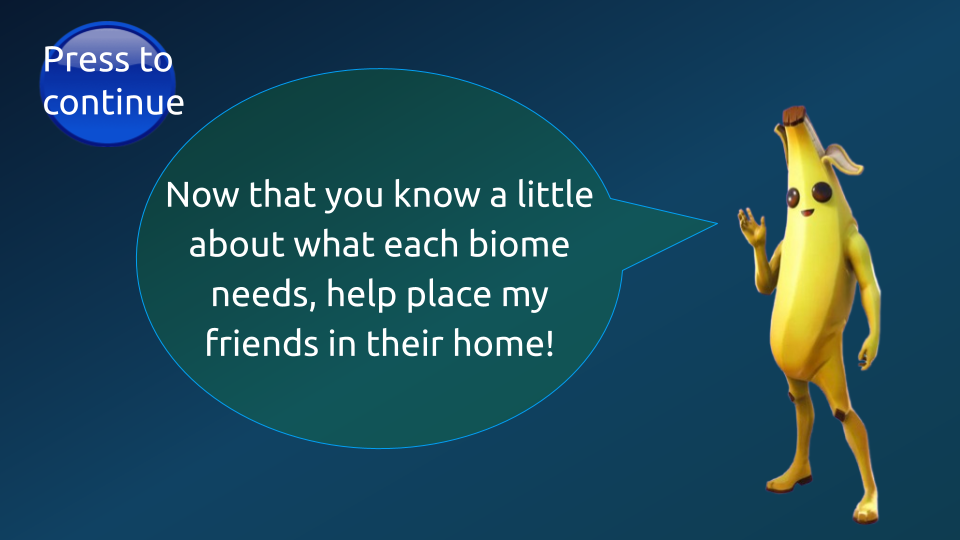 Press to
continue
Now that you know a little
about what each biome
needs, help place my
friends in their home!